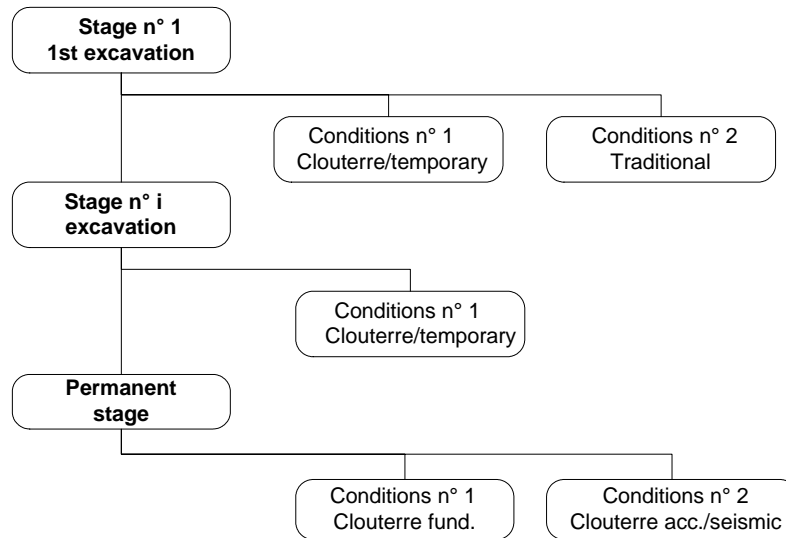 Stage n° 1
1st excavation
Conditions n° 1
Clouterre/temporary
Conditions n° 2
Traditional
Stage n° i
excavation
Conditions n° 1
Clouterre/temporary
Permanent
stage
Conditions n° 1
Clouterre fund.
Conditions n° 2
Clouterre acc./seismic